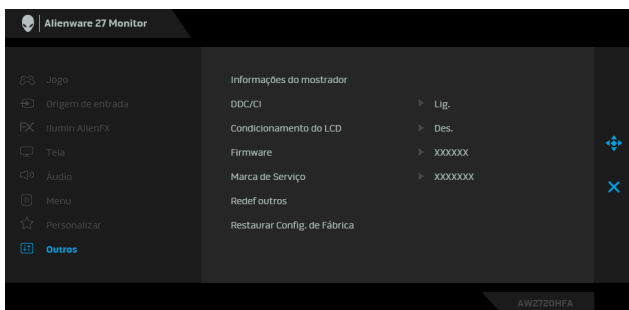 Alienware 27 Monitor
Jogo
Origem de entrada
FX Ilumin AlienFX
Tela
Áudio
Menu
Personalizar
Outros
Informações do mostrador
DDC/CI Lig.
Condicionamento do LCD Des.
Firmware XXXXXX
Marca de Serviço XXXXXXX
Redef outros
Restaurar Config. de Fábrica
AW2720HFA